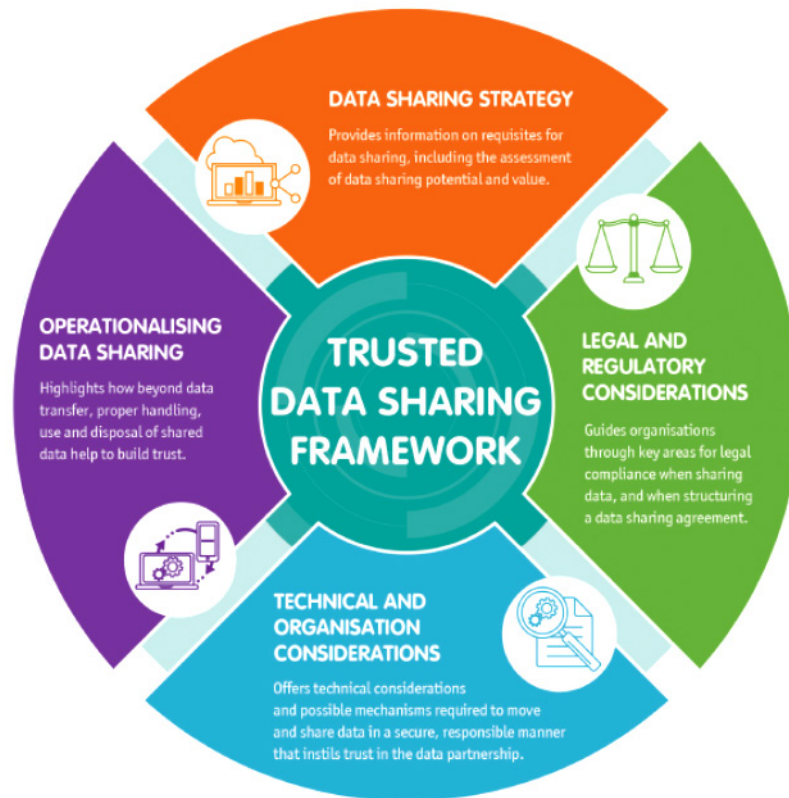 DATA SHARING STRATEGY
Provides information on requisites for
data sharing, including the assessment
of data sharing potential and value.
LEGAL AND
REGULATORY
CONSIDERATIONS
Guides organisations
through key areas for legal
compliance when sharing
data, and when structuring
a data sharing agreement.
TECHNICAL AND
ORGANISATION
CONSIDERATIONS
Offers technical considerations
and possible mechanisms required to move
and share data in a secure, responsible manner
that instils trust in the data partnership.
OPERATIONALISING
DATA SHARING
Highlights how beyond data
transfer, proper handling,
use and disposal of shared
data help to build trust.
TRUSTED
DATA SHARING
FRAMEWORK